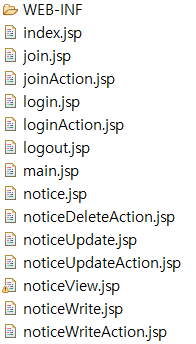 WEB-INF
index.jsp
join.jsp
joinAction.jsp
login.jsp
loginAction.jsp
logout.jsp
main.jsp
notice.jsp
noticeDeleteAction.jsp
noticeUpdate.jsp
noticeUpdateAction.jsp
noticeView.jsp
noticeWrite.jsp
noticeWriteAction.jsp